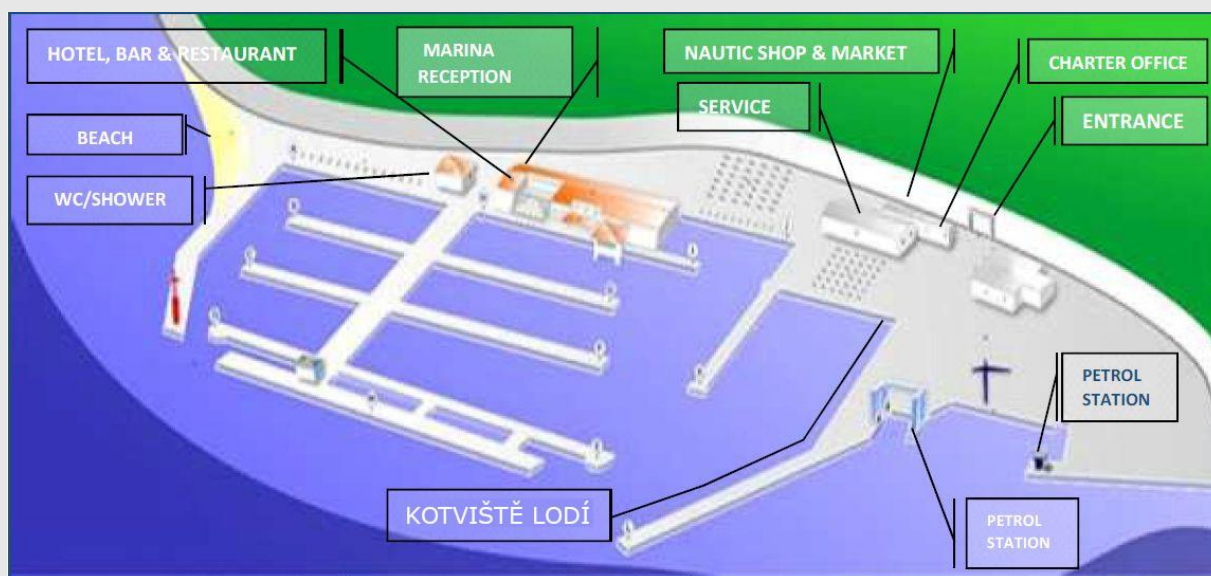 HOTEL, BAR & RESTAURANT
MARINA
RECEPTION
NAUTIC SHOP & MARKET
CHARTER OFFICE
SERVICE
ENTRANCE
BEACH
WC/SHOWER
PETROL
STATION
KOTVIŠTĚ LODÍ
PETROL
STATION